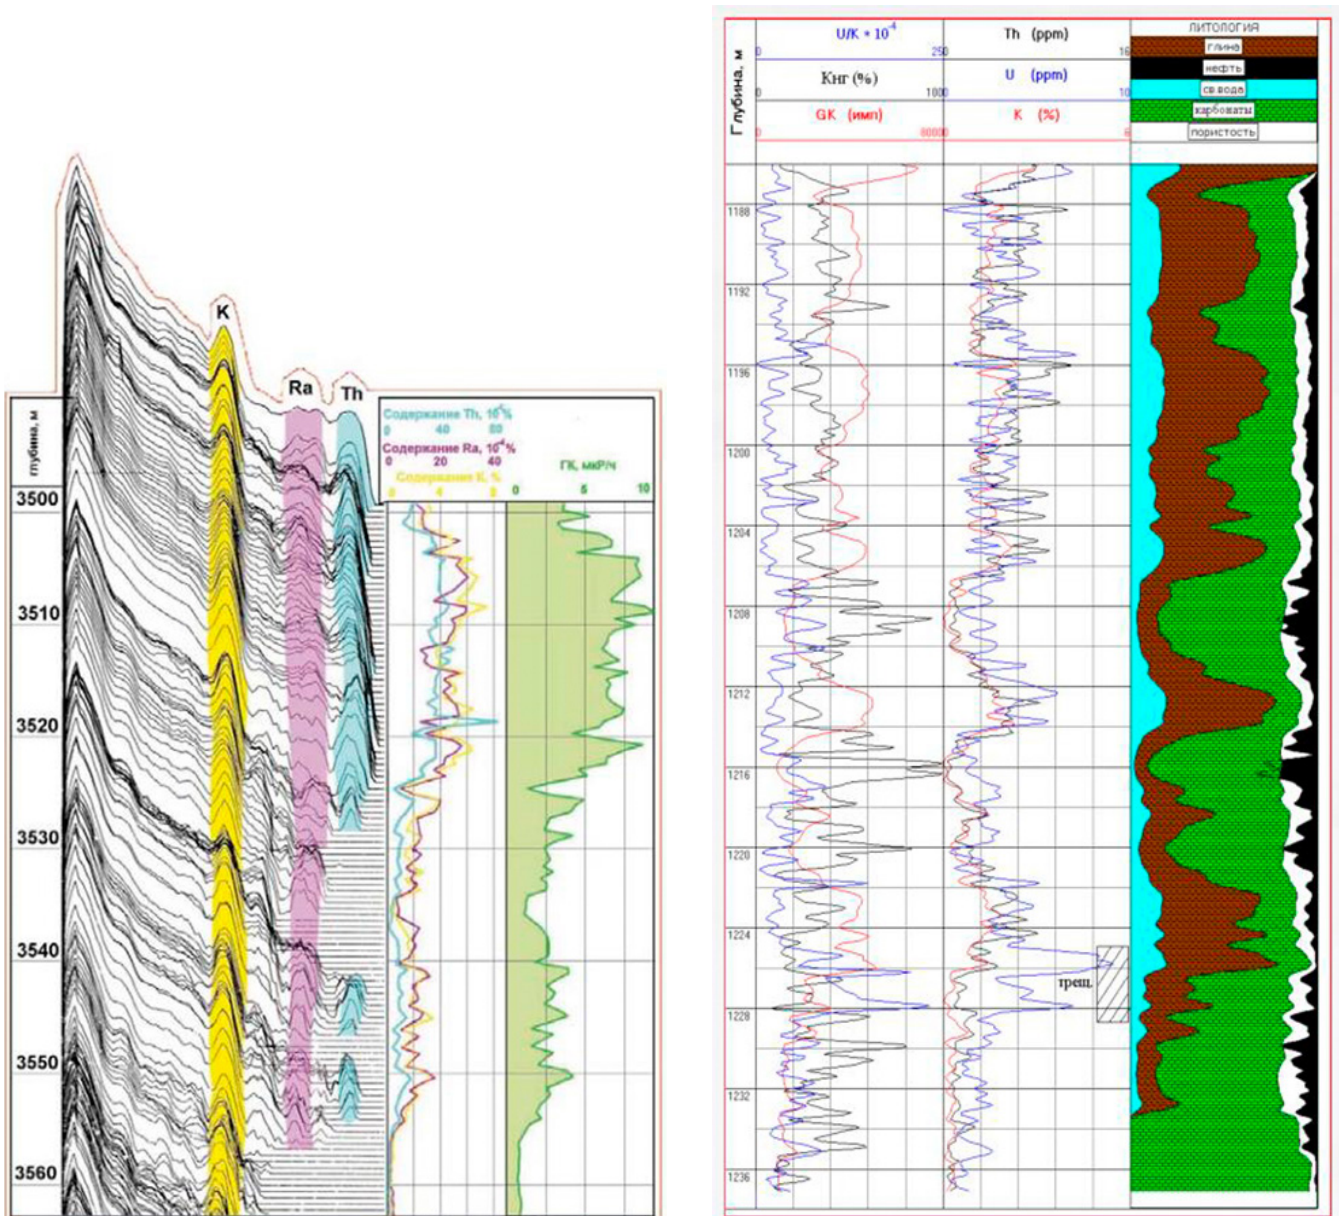 K
Ra
Th
глубина, м
Содержание Th, 10⁻⁴%
0 40 80
Содержание Ra, 10⁻⁴%
0 20 40
Содержание K, %
0 4 8
ГК, мкР/ч
0 5 10
3500
3510
3520
3530
3540
3550
3560
Глубина, м
U/K * 10⁻⁴
0 250
Кнг (%)
0 1000
GK (имп)
0 80000
Th (ppm)
16
U (ppm)
10
K (%)
8
ЛИТОЛОГИЯ
глина
нефть
св.вода
карбонаты
пористость
1188
1192
1196
1200
1204
1208
1212
1216
1220
1224
трещ.
1228
1232
1236